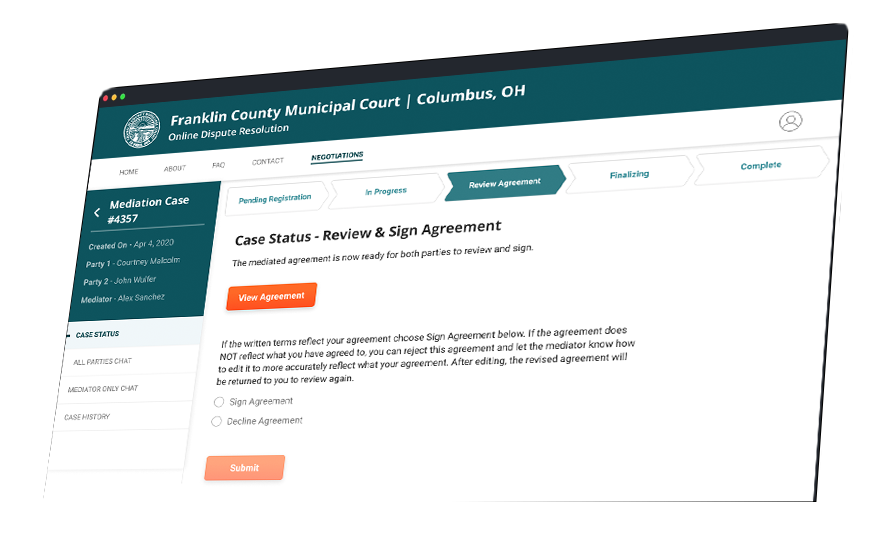 Franklin County Municipal Court | Columbus, OH
Online Dispute Resolution
HOME ABOUT FAQ CONTACT NEGOTIATIONS
Mediation Case
#4357
Created On - Apr 4, 2020
Party 1 - Courtney Malcolm
Party 2 - John Wulfer
Mediator - Alex Sanchez
CASE STATUS
ALL PARTIES CHAT
MEDIATOR ONLY CHAT
CASE HISTORY
Pending Registration In Progress Review Agreement Finalizing Complete
Case Status - Review & Sign Agreement
The mediated agreement is now ready for both parties to review and sign.
View Agreement
If the written terms reflect your agreement choose Sign Agreement below. If the agreement does
NOT reflect what you have agreed to, you can reject this agreement and let the mediator know how
to edit it to more accurately reflect what your agreement. After editing, the revised agreement will
be returned to you to review again.
Sign Agreement
Decline Agreement
Submit